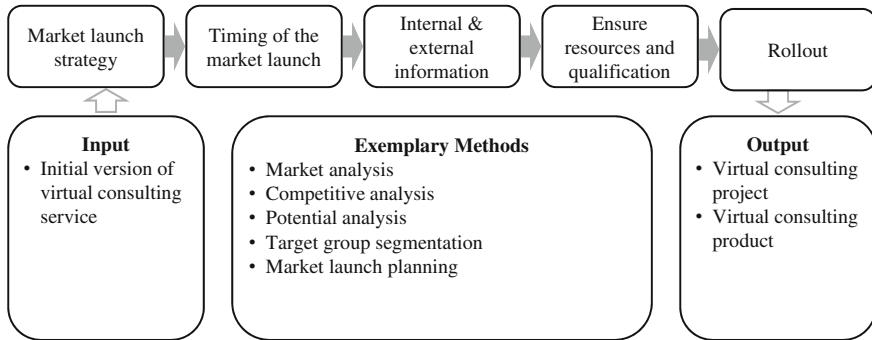 Market launch
strategy
Timing of the
market launch
Internal &
external
information
Ensure
resources and
qualification
Rollout
Input
• Initial version of
virtual consulting
service
Exemplary Methods
• Market analysis
• Competitive analysis
• Potential analysis
• Target group segmentation
• Market launch planning
Output
• Virtual consulting
project
• Virtual consulting
product